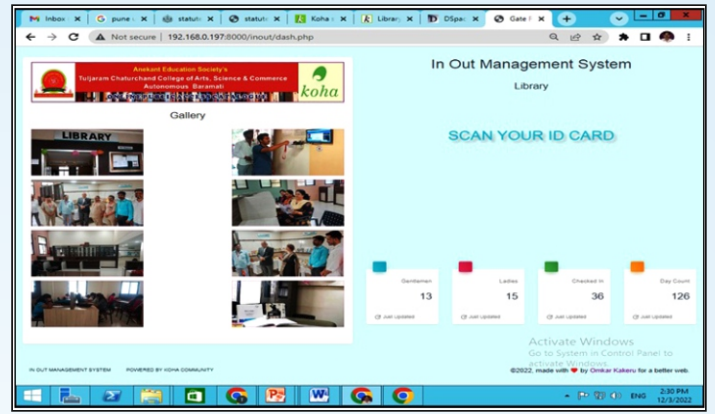 Inbox
pune
statut
statut
Koha
Librar
DSpac
Gate
Not secure | 192.168.0.197:8000/inout/dash.php
Anekant Education Society's
Tuljaram Chaturchand College of Arts, Science & Commerce
Autonomous Baramati
koha
Gallery
LIBRARY
In Out Management System
Library
SCAN YOUR ID CARD
Gentlemen
13
Just Updated
Ladies
15
Just Updated
Checked In
36
Just Updated
Day Count
126
Just Updated
Activate Windows
Go to System in Control Panel to
activate Windows.
IN OUT MANAGEMENT SYSTEM POWERED BY KOHA COMMUNITY
©2022, made with by Omkar Kakeru for a better web.
ENG
2:30 PM
12/3/2022